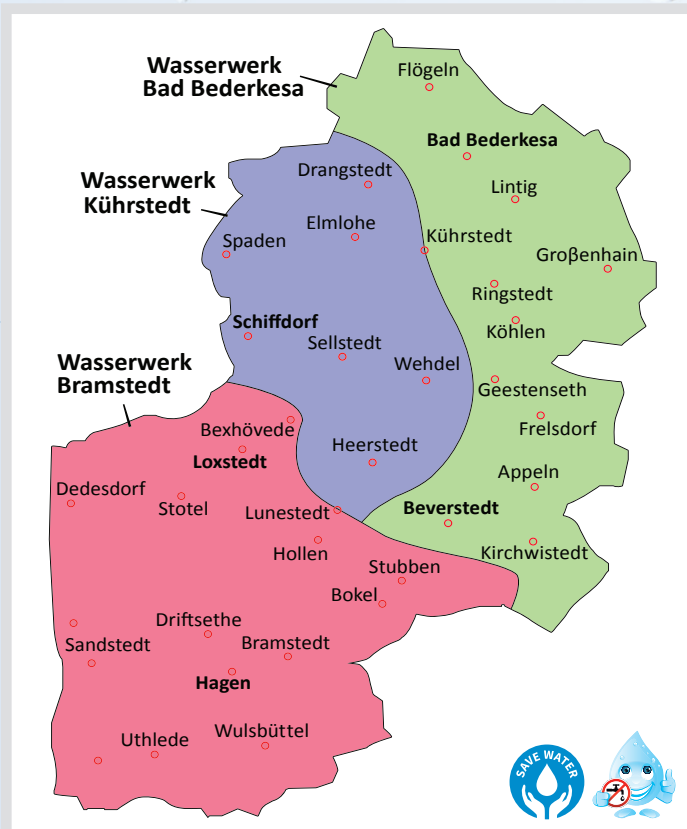 Wasserwerk
Bad Bederkesa
Flögeln
Bad Bederkesa
Drangstedt
Lintig
Wasserwerk
Kührstedt
Elmlohe
Spaden
Kührstedt
Großenhain
Ringstedt
Schiffdorf
Köhlen
Sellstedt
Wasserwerk
Bramstedt
Wehdel
Geestenseth
Bexhövede
Frelsdorf
Heerstedt
Loxstedt
Appeln
Dedesdorf
Stotel
Lunestedt
Beverstedt
Hollen
Kirchwistedt
Stubben
Bokel
Driftsethe
Sandstedt
Bramstedt
Hagen
Uthlede
Wulsbüttel
SAVE WATER